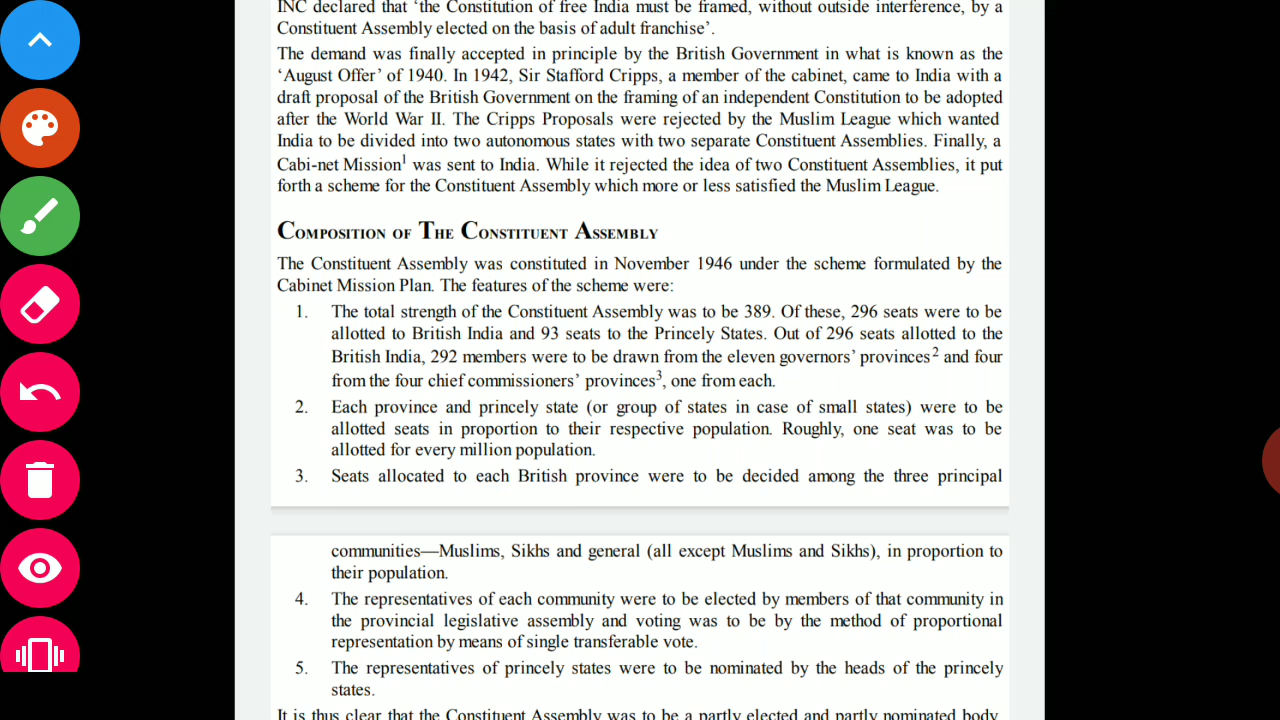 INC declared that ‘the Constitution of free India must be framed, without outside interference, by a
Constituent Assembly elected on the basis of adult franchise’.
The demand was finally accepted in principle by the British Government in what is known as the
‘August Offer’ of 1940. In 1942, Sir Stafford Cripps, a member of the cabinet, came to India with a
draft proposal of the British Government on the framing of an independent Constitution to be adopted
after the World War II. The Cripps Proposals were rejected by the Muslim League which wanted
India to be divided into two autonomous states with two separate Constituent Assemblies. Finally, a
Cabi-net Mission¹ was sent to India. While it rejected the idea of two Constituent Assemblies, it put
forth a scheme for the Constituent Assembly which more or less satisfied the Muslim League.
COMPOSITION OF THE CONSTITUENT ASSEMBLY
The Constituent Assembly was constituted in November 1946 under the scheme formulated by the
Cabinet Mission Plan. The features of the scheme were:
1. The total strength of the Constituent Assembly was to be 389. Of these, 296 seats were to be
allotted to British India and 93 seats to the Princely States. Out of 296 seats allotted to the
British India, 292 members were to be drawn from the eleven governors’ provinces² and four
from the four chief commissioners’ provinces³, one from each.
2. Each province and princely state (or group of states in case of small states) were to be
allotted seats in proportion to their respective population. Roughly, one seat was to be
allotted for every million population.
3. Seats allocated to each British province were to be decided among the three principal
communities—Muslims, Sikhs and general (all except Muslims and Sikhs), in proportion to
their population.
4. The representatives of each community were to be elected by members of that community in
the provincial legislative assembly and voting was to be by the method of proportional
representation by means of single transferable vote.
5. The representatives of princely states were to be nominated by the heads of the princely
states.
It is thus clear that the Constituent Assembly was to be a partly elected and partly nominated body.